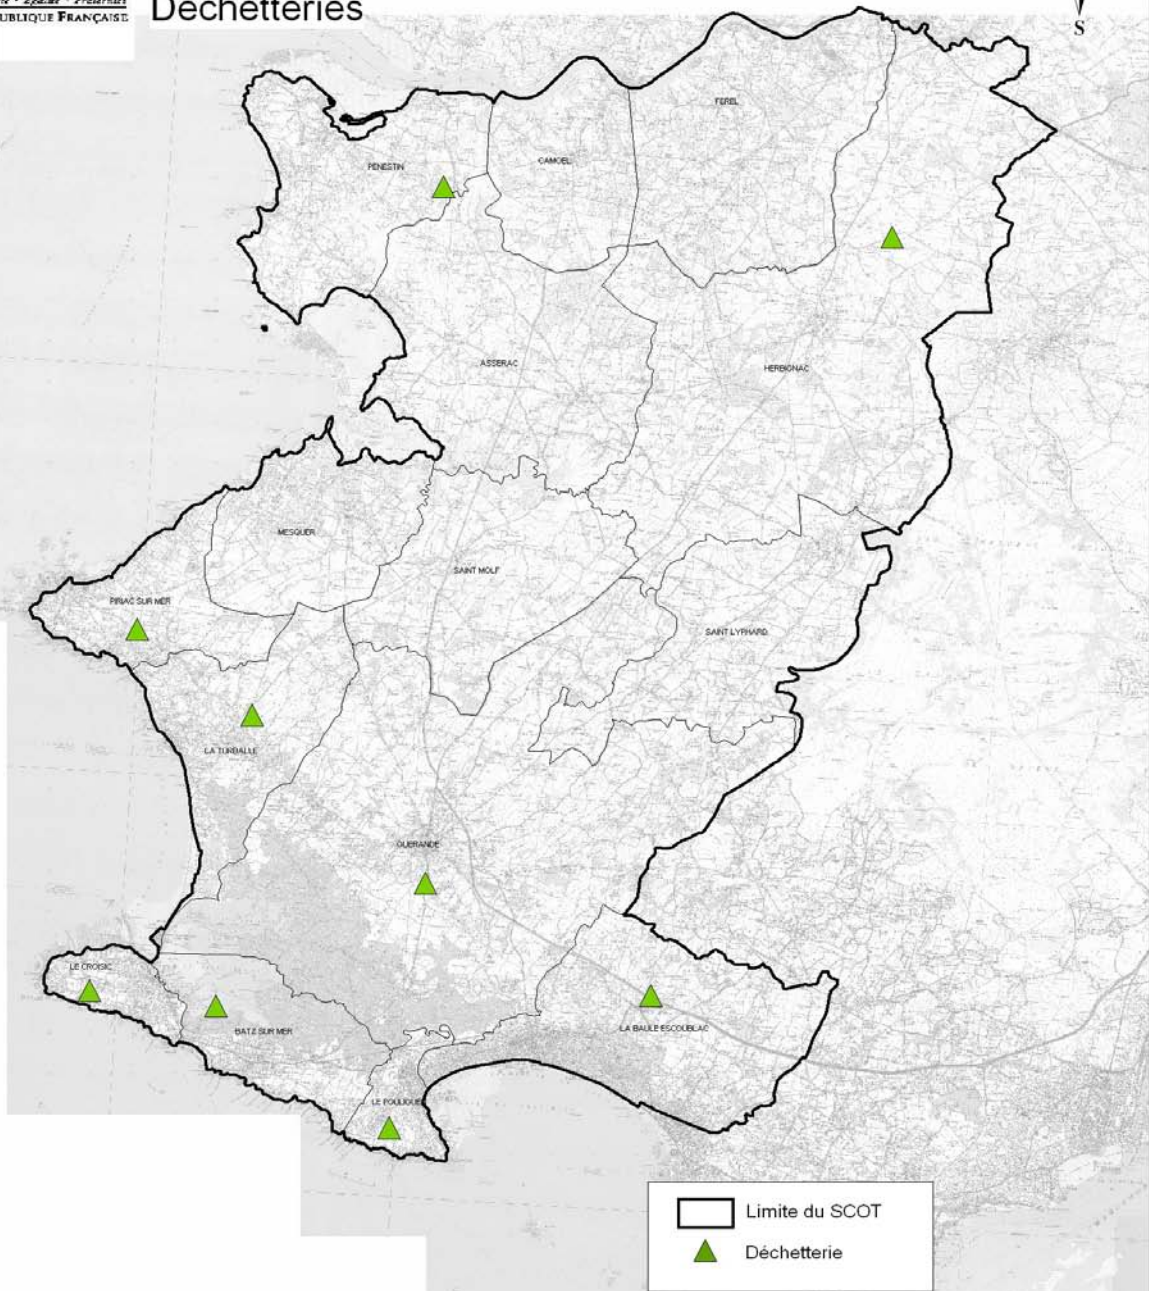 Déchetteries
RÉPUBLIQUE FRANÇAISE
S
FEREL
CAMOEL
PENESTIN
ASSERAC
HERBIGNAC
MESQUER
SAINT MOLF
PIRIAC SUR MER
SAINT LYPHARD
LA TURBALLE
GUERANDE
LE CROISIC
LA BAULE ESCOUBLAC
BATZ SUR MER
LE POULIGUEN
Limite du SCOT
Déchetterie